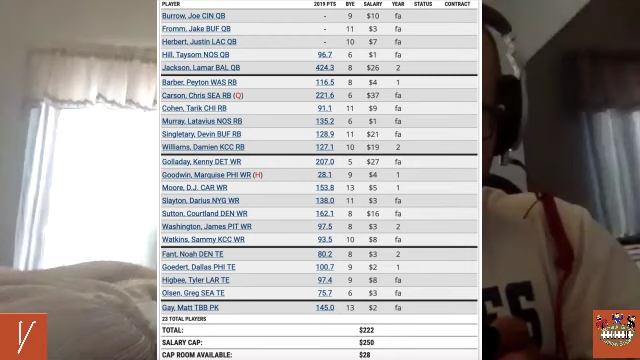 PLAYER 2019 PTS BYE SALARY YEAR STATUS CONTRACT
Burrow, Joe CIN QB - 9 $10 fa
Fromm, Jake BUF QB - 11 $3 fa
Herbert, Justin LAC QB - 10 $7 fa
Hill, Taysom NOS QB 96.7 6 $1 fa
Jackson, Lamar BAL QB 424.3 8 $26 2
Barber, Peyton WAS RB 116.5 8 $4 1
Carson, Chris SEA RB (Q) 221.6 6 $37 fa
Cohen, Tarik CHI RB 91.1 11 $9 fa
Murray, Latavius NOS RB 135.2 6 $1 fa
Singletary, Devin BUF RB 128.9 11 $21 fa
Williams, Damien KCC RB 127.1 10 $19 2
Golladay, Kenny DET WR 207.0 5 $27 fa
Goodwin, Marquise PHI WR (H) 28.1 9 $4 1
Moore, D.J. CAR WR 153.8 13 $5 1
Slayton, Darius NYG WR 138.0 11 $3 fa
Sutton, Courtland DEN WR 162.1 8 $16 fa
Washington, James PIT WR 97.5 8 $3 2
Watkins, Sammy KCC WR 93.5 10 $8 fa
Fant, Noah DEN TE 80.2 8 $3 2
Goedert, Dallas PHI TE 100.7 9 $2 1
Higbee, Tyler LAR TE 97.4 9 $8 fa
Olsen, Greg SEA TE 75.7 6 $3 fa
Gay, Matt TBB PK 145.0 13 $2 fa
23 TOTAL PLAYERS
TOTAL: $222
SALARY CAP: $250
CAP ROOM AVAILABLE: $28
V